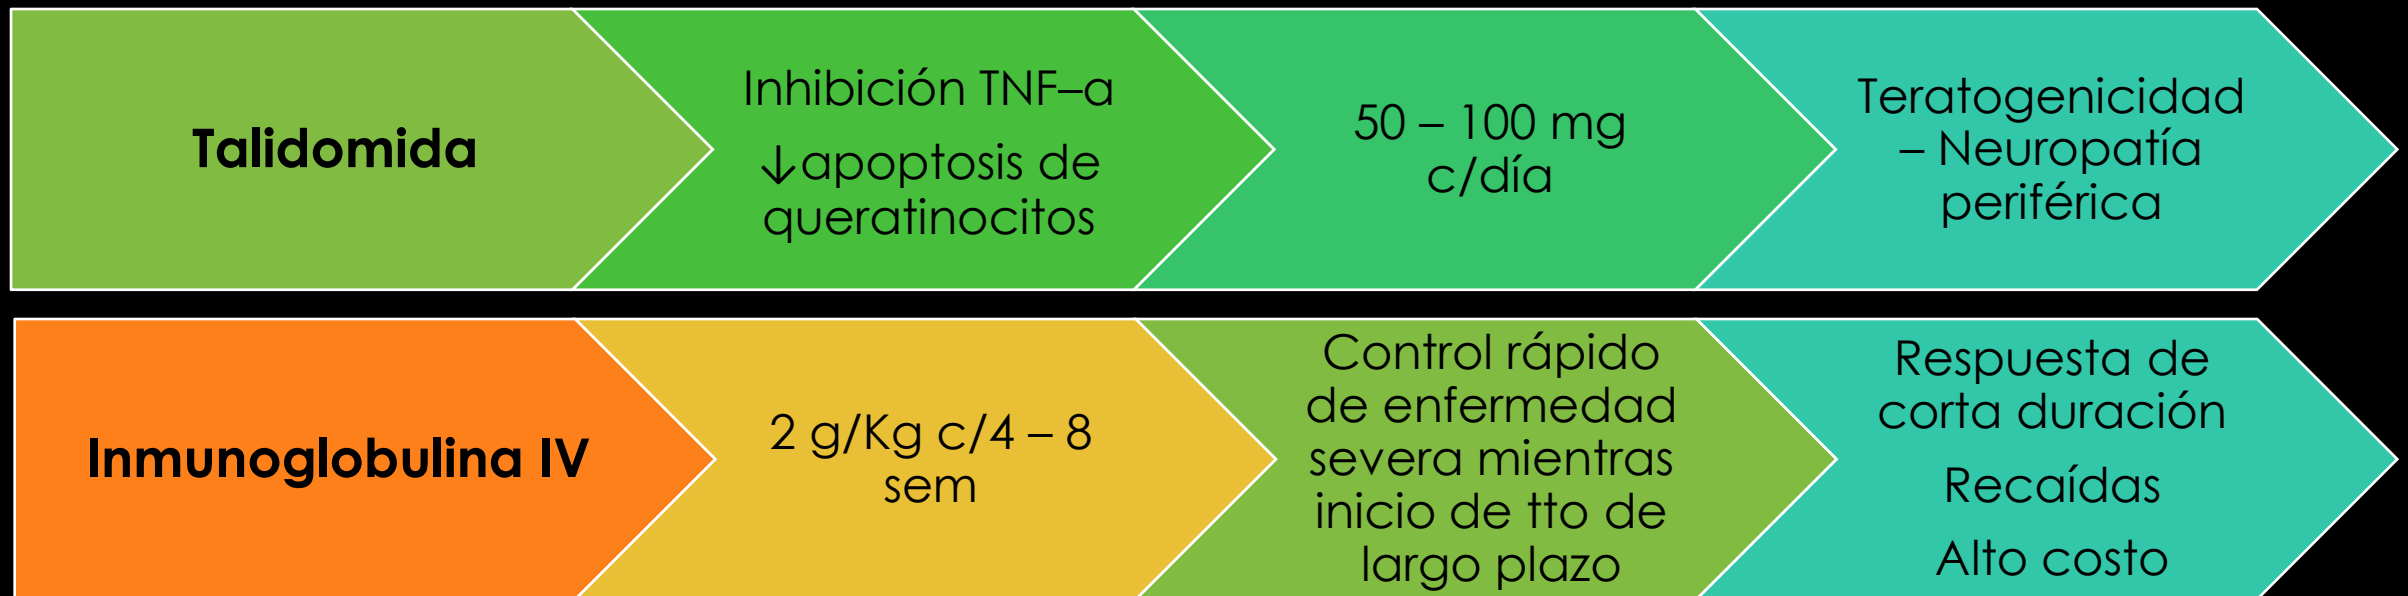 Talidomida
Inhibición TNF–a
↓apoptosis de
queratinocitos
50 – 100 mg
c/día
Teratogenicidad
– Neuropatía
periférica
Inmunoglobulina IV
2 g/Kg c/4 – 8
sem
Control rápido
de enfermedad
severa mientras
inicio de tto de
largo plazo
Respuesta de
corta duración
Recaídas
Alto costo